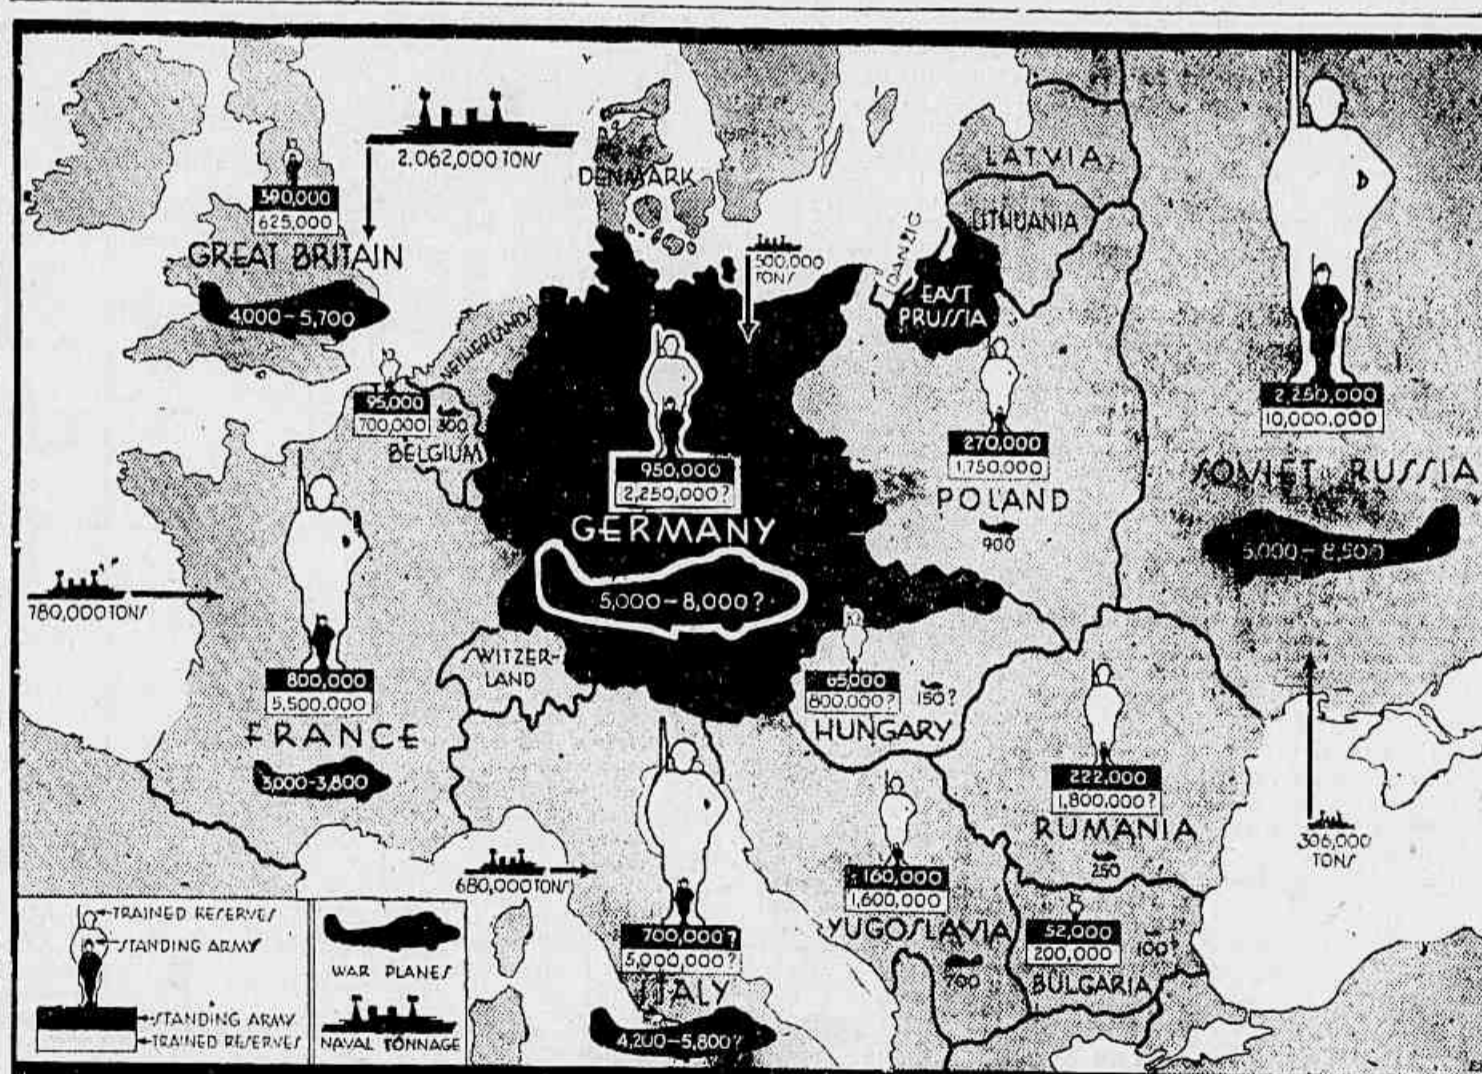 2.062,000 TONS
390,000
625,000
GREAT BRITAIN
4,000–5,700
DENMARK
LATVIA
LITHUANIA
DANZIG
EAST
PRUSSIA
500,000
TONS
NETHERLANDS
95,000
700,000
300
BELGIUM
950,000
2,250,000?
GERMANY
5,000–8,000?
270,000
1,750,000
POLAND
900
2,250,000
10,000,000
SOVIET RUSSIA
5,000–8,500
780,000 TONS
800,000
5,500,000
FRANCE
3,000–3,800
SWITZER-
LAND
65,000
800,000?
150?
HUNGARY
222,000
1,800,000?
RUMANIA
250
306,000
TONS
680,000 TONS
700,000?
5,000,000?
ITALY
4,200–5,800?
160,000
1,600,000
YUGOSLAVIA
700
52,000
200,000
100?
BULGARIA
TRAINED RESERVES
STANDING ARMY
STANDING ARMY
TRAINED RESERVES
WAR PLANES
NAVAL TONNAGE